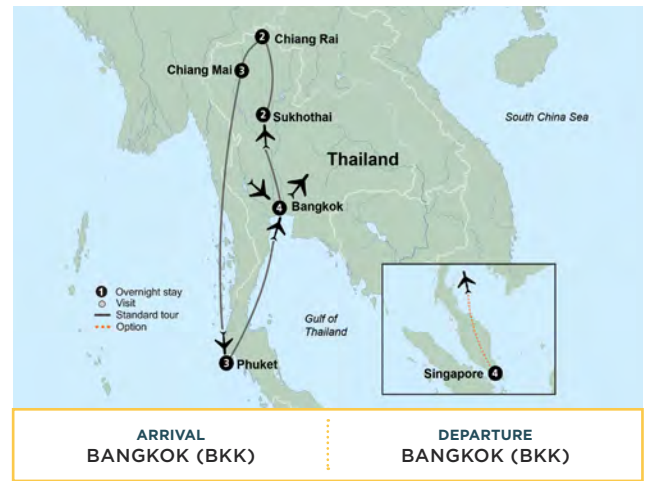 2 Chiang Rai
Chiang Mai 3
2 Sukhothai
South China Sea
Thailand
4 Bangkok
1 Overnight stay
Visit
Standard tour
Option
Gulf of
Thailand
3 Phuket
Singapore 4
ARRIVAL
BANGKOK (BKK)
DEPARTURE
BANGKOK (BKK)